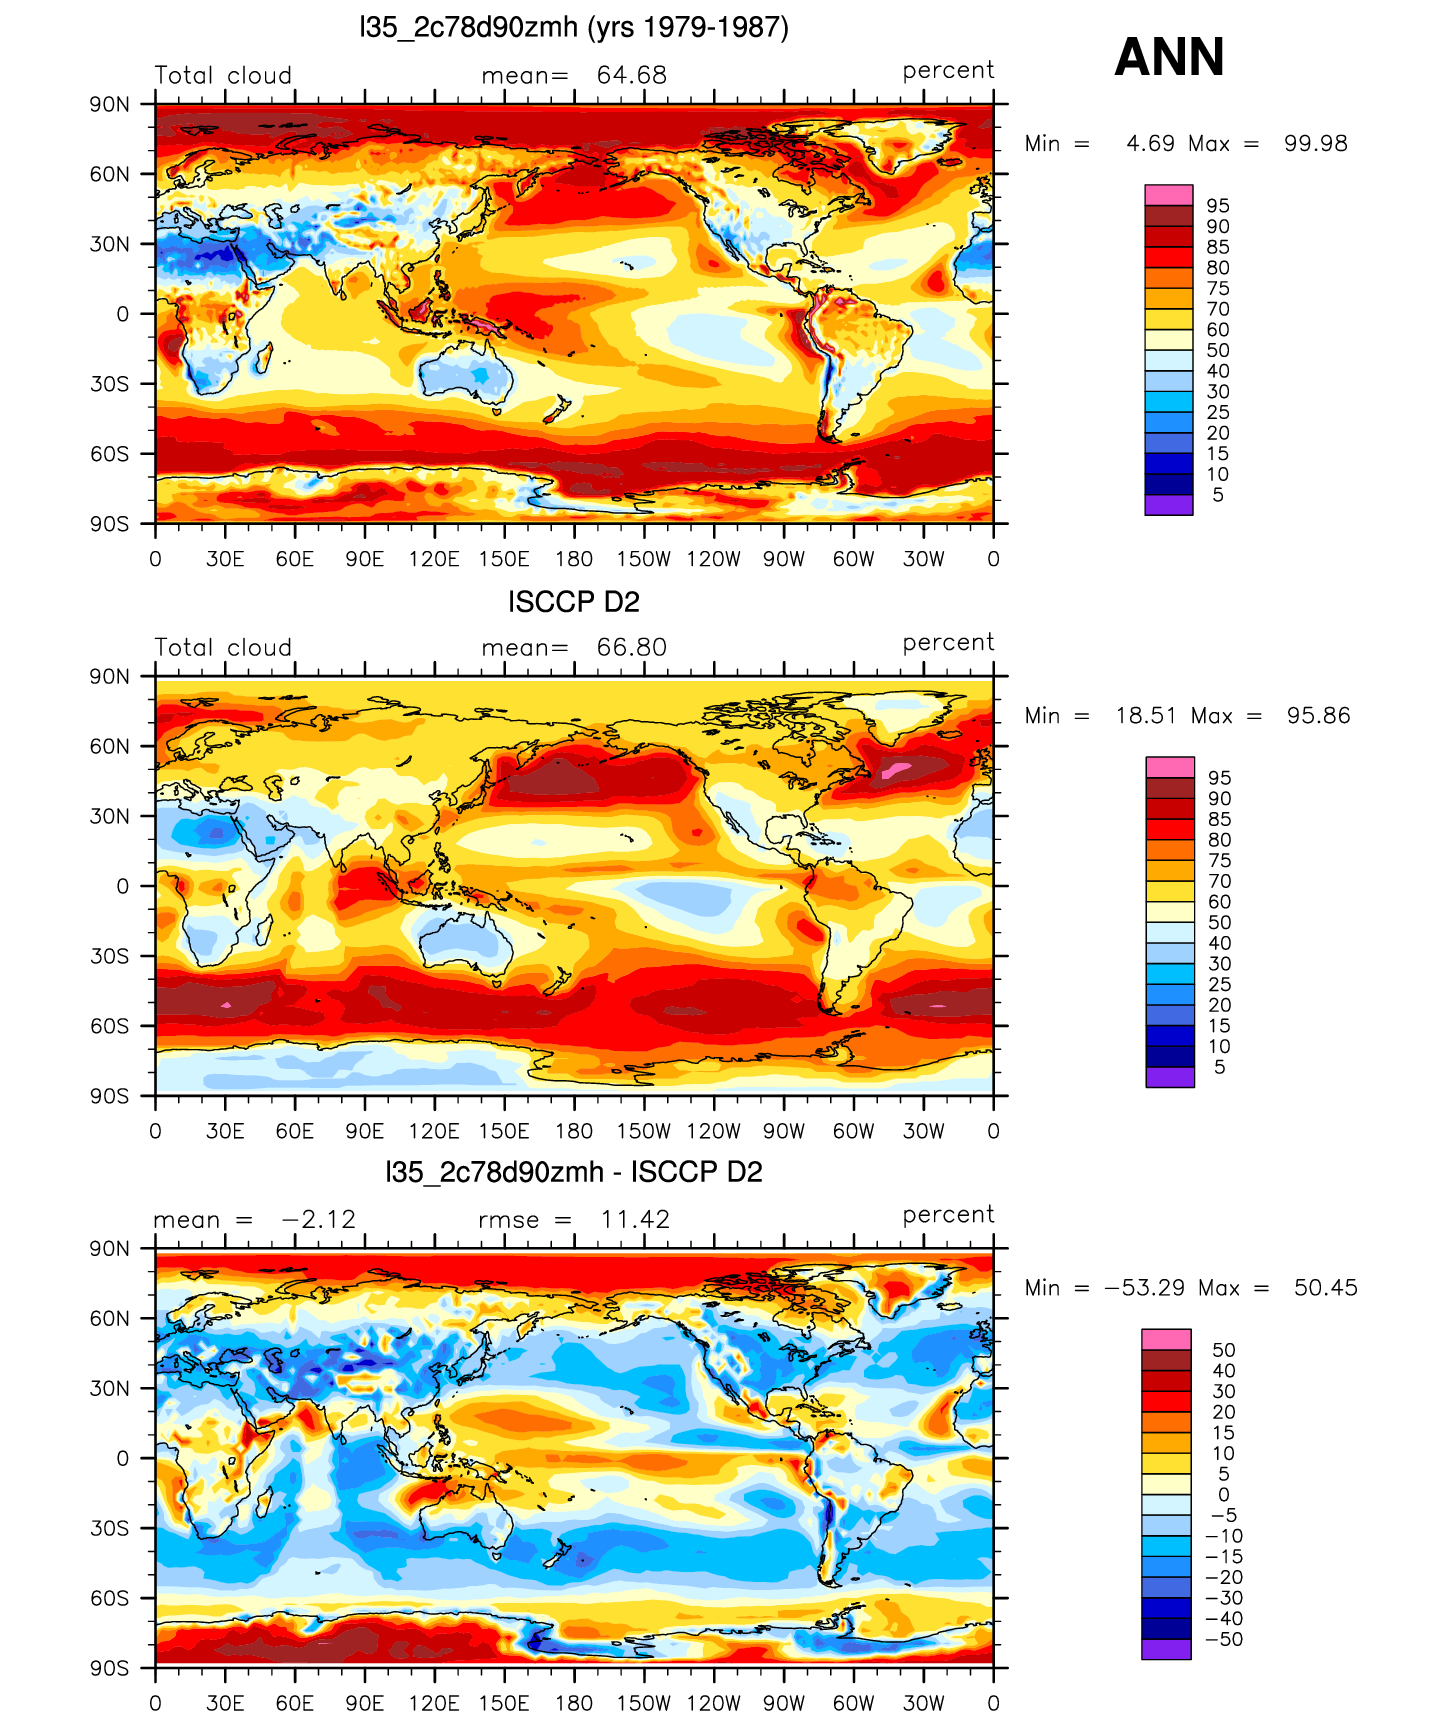 l35_2c78d90zmh (yrs 1979-1987)
ANN
Total cloud mean= 64.68 percent
Min = 4.69 Max = 99.98
90N
60N
30N
0
30S
60S
90S
0 30E 60E 90E 120E 150E 180 150W 120W 90W 60W 30W 0
95
90
85
80
75
70
60
50
40
30
25
20
15
10
5
ISCCP D2
Total cloud mean= 66.80 percent
Min = 18.51 Max = 95.86
90N
60N
30N
0
30S
60S
90S
0 30E 60E 90E 120E 150E 180 150W 120W 90W 60W 30W 0
95
90
85
80
75
70
60
50
40
30
25
20
15
10
5
l35_2c78d90zmh - ISCCP D2
mean = −2.12 rmse = 11.42 percent
Min = −53.29 Max = 50.45
90N
60N
30N
0
30S
60S
90S
0 30E 60E 90E 120E 150E 180 150W 120W 90W 60W 30W 0
50
40
30
20
15
10
5
0
−5
−10
−15
−20
−30
−40
−50